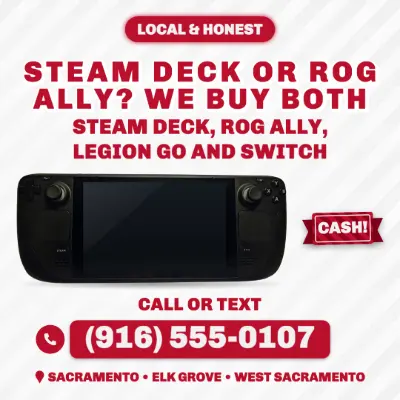 LOCAL & HONEST
STEAM DECK OR ROG
ALLY? WE BUY BOTH
STEAM DECK, ROG ALLY,
LEGION GO AND SWITCH
CASH!
CALL OR TEXT
(916) 555-0107
SACRAMENTO • ELK GROVE • WEST SACRAMENTO